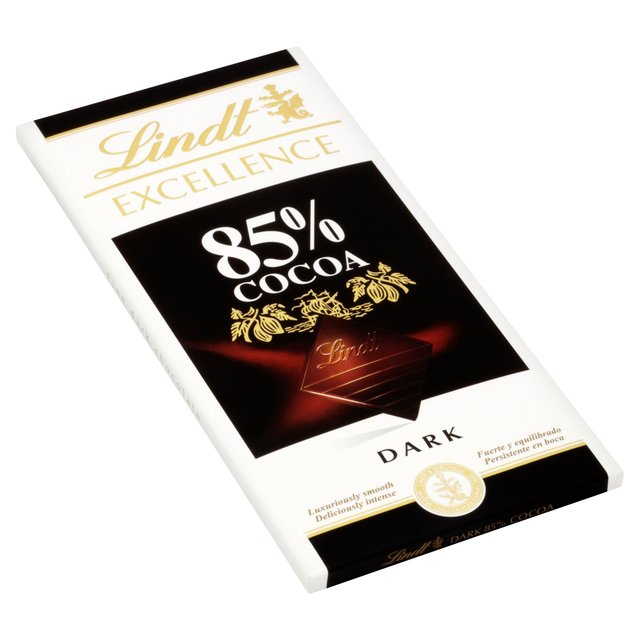 Lindt
EXCELLENCE
85%
COCOA
Lindt
DARK
Luxuriously smooth
Deliciously intense
Fuerte y equilibrado
Persistente en boca
Lindt DARK 85% COCOA